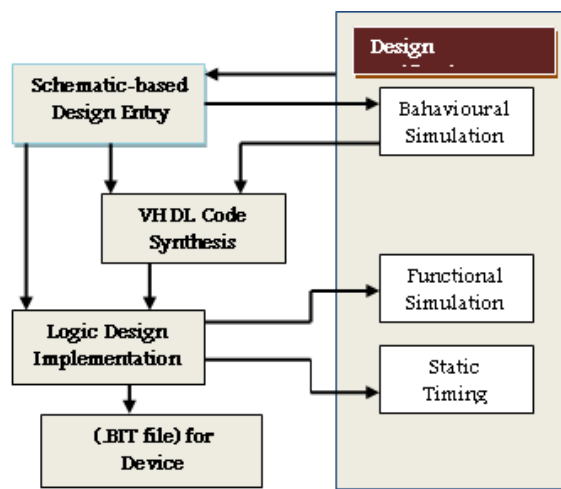 Design
Schematic-based
Design Entry
Bahavioural
Simulation
VHDL Code
Synthesis
Functional
Simulation
Logic Design
Implementation
Static
Timing
(.BIT file) for
Device